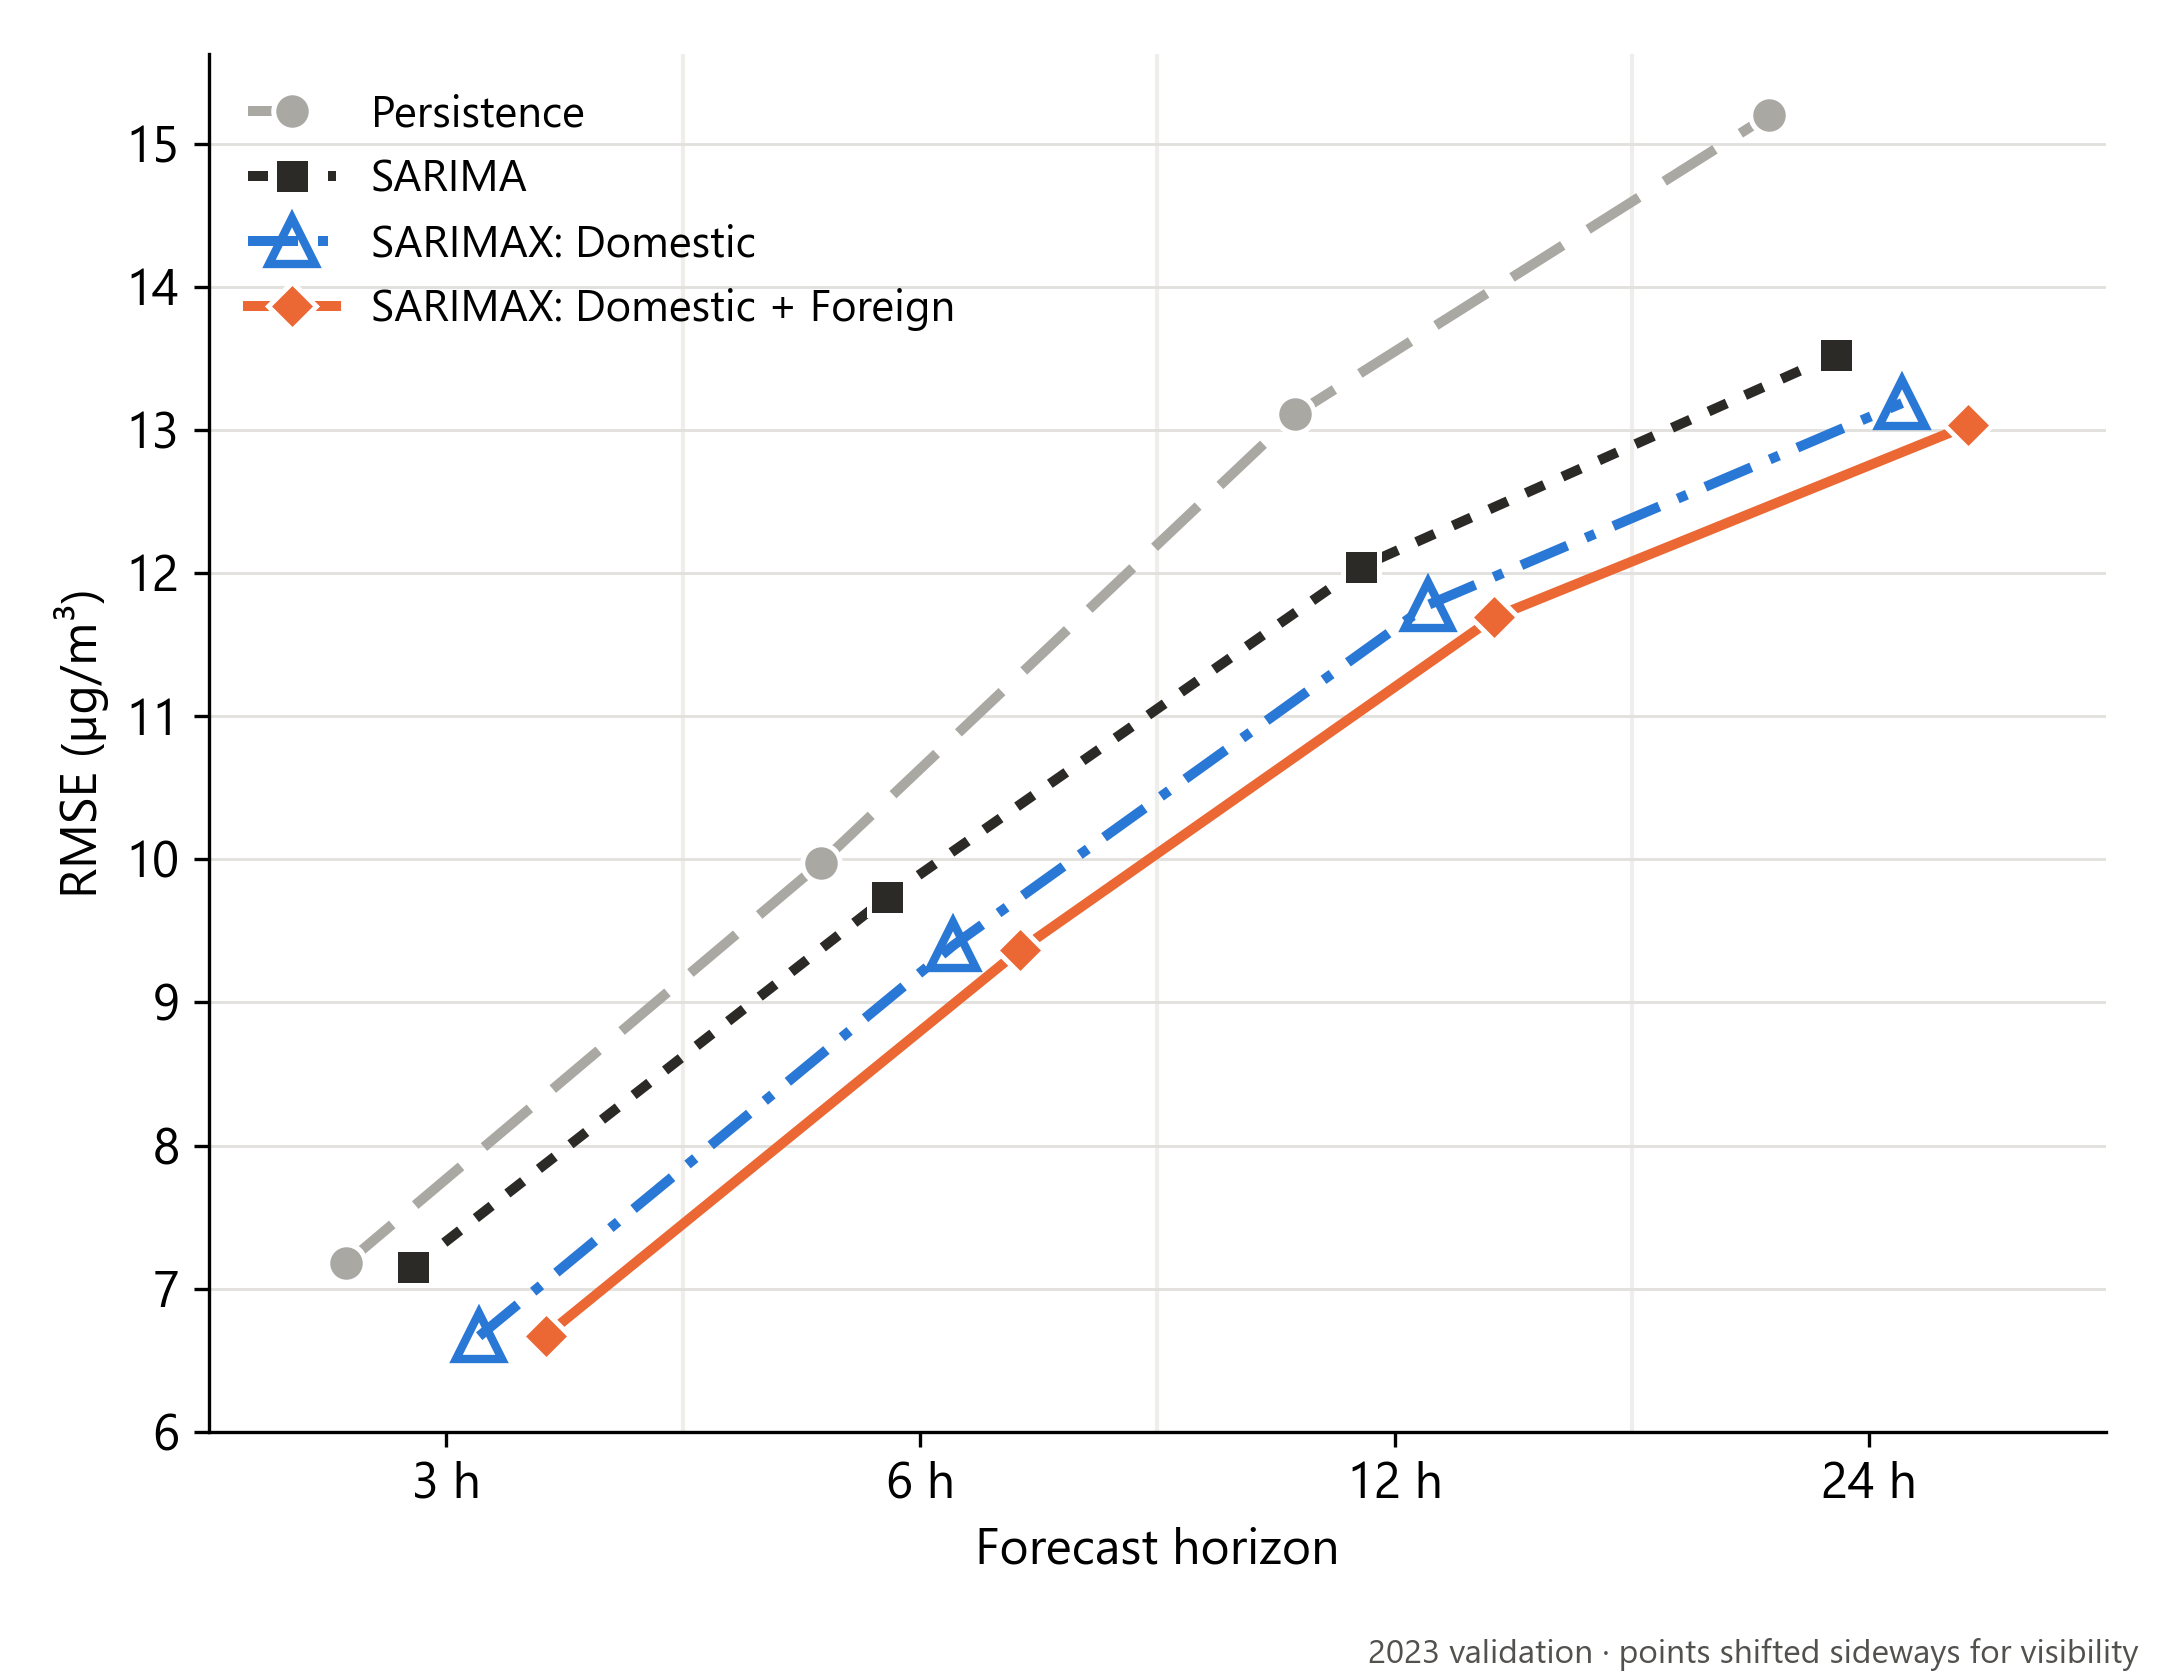 Persistence
SARIMA
SARIMAX: Domestic
SARIMAX: Domestic + Foreign
15
14
13
12
11
10
9
8
7
6
RMSE (µg/m³)
3 h
6 h
12 h
24 h
Forecast horizon
2023 validation · points shifted sideways for visibility